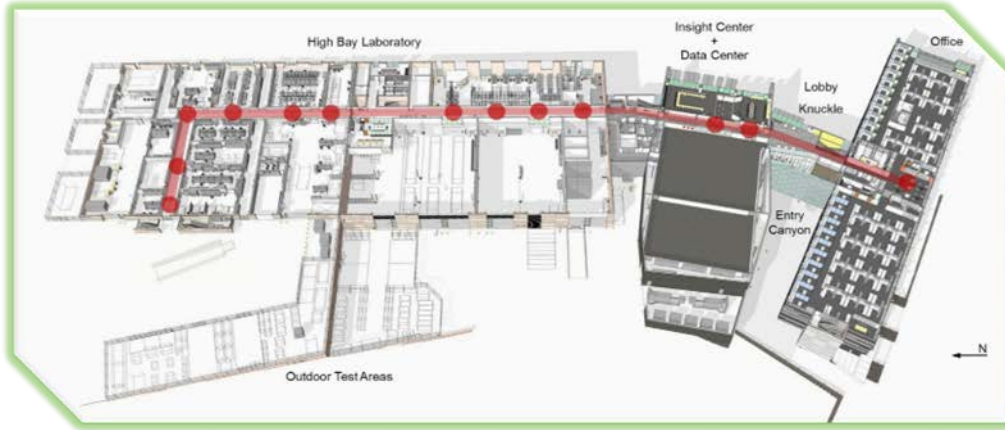 High Bay Laboratory
Insight Center
+
Data Center
Office
Lobby
Knuckle
Entry
Canyon
N
Outdoor Test Areas